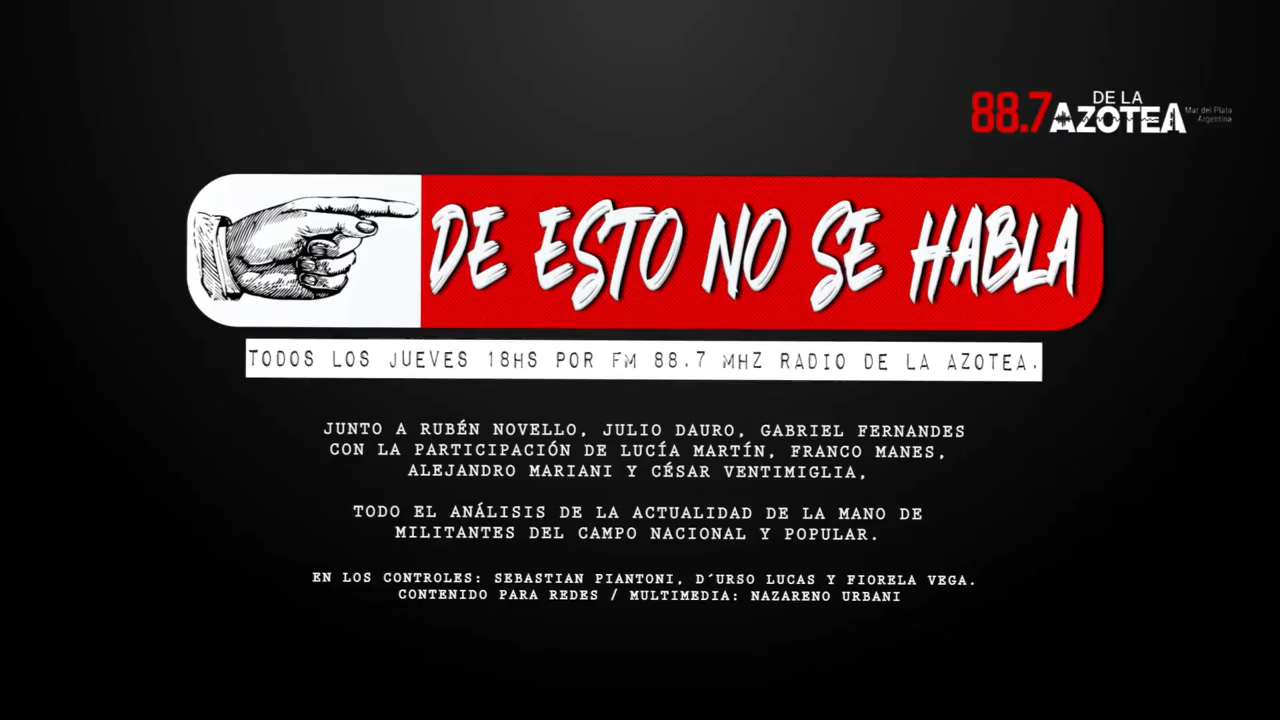 88.7 DE LA AZOTEA
Mar del Plata
Argentina
DE ESTO NO SE HABLA
TODOS LOS JUEVES 18HS POR FM 88.7 MHZ RADIO DE LA AZOTEA.
JUNTO A RUBÉN NOVELLO, JULIO DAURO, GABRIEL FERNANDES
CON LA PARTICIPACIÓN DE LUCÍA MARTÍN, FRANCO MANES,
ALEJANDRO MARIANI Y CÉSAR VENTIMIGLIA,
TODO EL ANÁLISIS DE LA ACTUALIDAD DE LA MANO DE
MILITANTES DEL CAMPO NACIONAL Y POPULAR.
EN LOS CONTROLES: SEBASTIAN PIANTONI, D´URSO LUCAS Y FIORELA VEGA.
CONTENIDO PARA REDES / MULTIMEDIA: NAZARENO URBANI